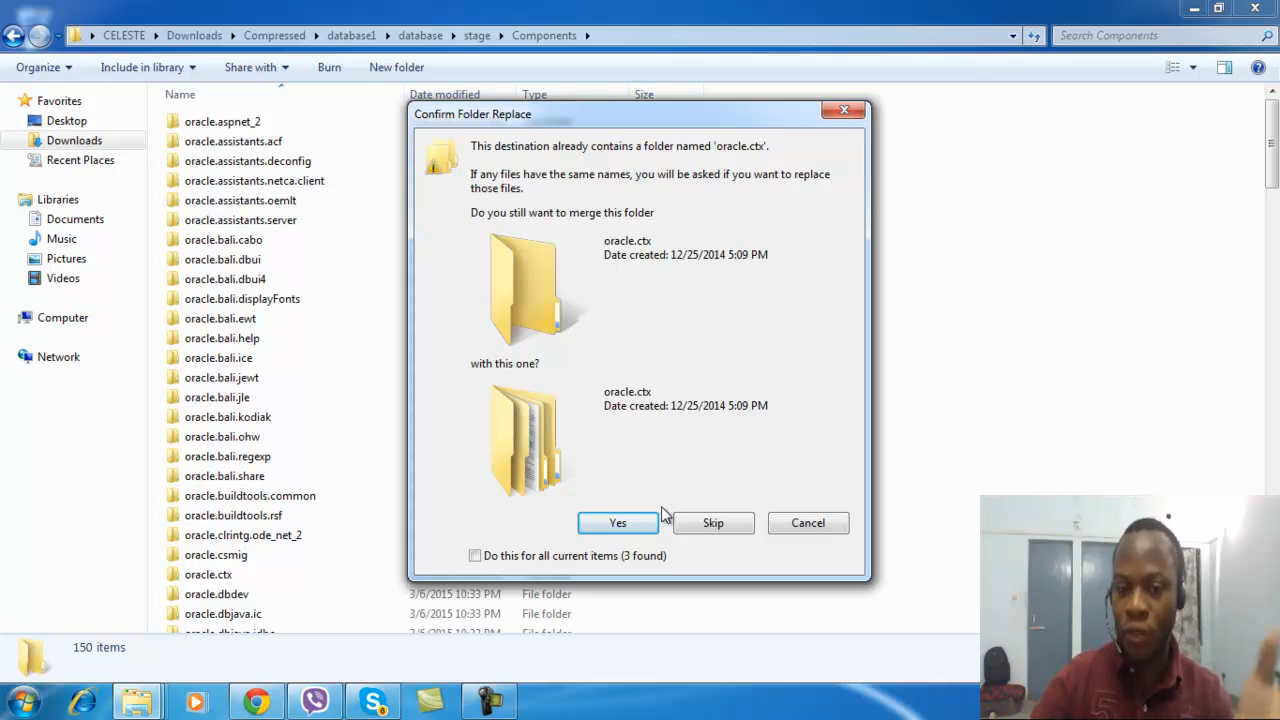 CELESTE
Downloads
Compressed
database1
database
stage
Components
Search Components
Organize
Include in library
Share with
Burn
New folder
Name
Date modified
Type
Size
Favorites
Desktop
Downloads
Recent Places
Libraries
Documents
Music
Pictures
Videos
Computer
Network
oracle.aspnet_2
oracle.assistants.acf
oracle.assistants.deconfig
oracle.assistants.netca.client
oracle.assistants.oemlt
oracle.assistants.server
oracle.bali.cabo
oracle.bali.dbui
oracle.bali.dbui4
oracle.bali.displayFonts
oracle.bali.ewt
oracle.bali.help
oracle.bali.ice
oracle.bali.jewt
oracle.bali.jle
oracle.bali.kodiak
oracle.bali.ohw
oracle.bali.regexp
oracle.bali.share
oracle.buildtools.common
oracle.buildtools.rsf
oracle.clrintg.ode_net_2
oracle.csmig
oracle.ctx
oracle.dbdev 3/6/2015 10:33 PM File folder
oracle.dbjava.ic 3/6/2015 10:33 PM File folder
Confirm Folder Replace
This destination already contains a folder named 'oracle.ctx'.
If any files have the same names, you will be asked if you want to replace
those files.
Do you still want to merge this folder
oracle.ctx
Date created: 12/25/2014 5:09 PM
with this one?
oracle.ctx
Date created: 12/25/2014 5:09 PM
Yes
Skip
Cancel
Do this for all current items (3 found)
150 items
8